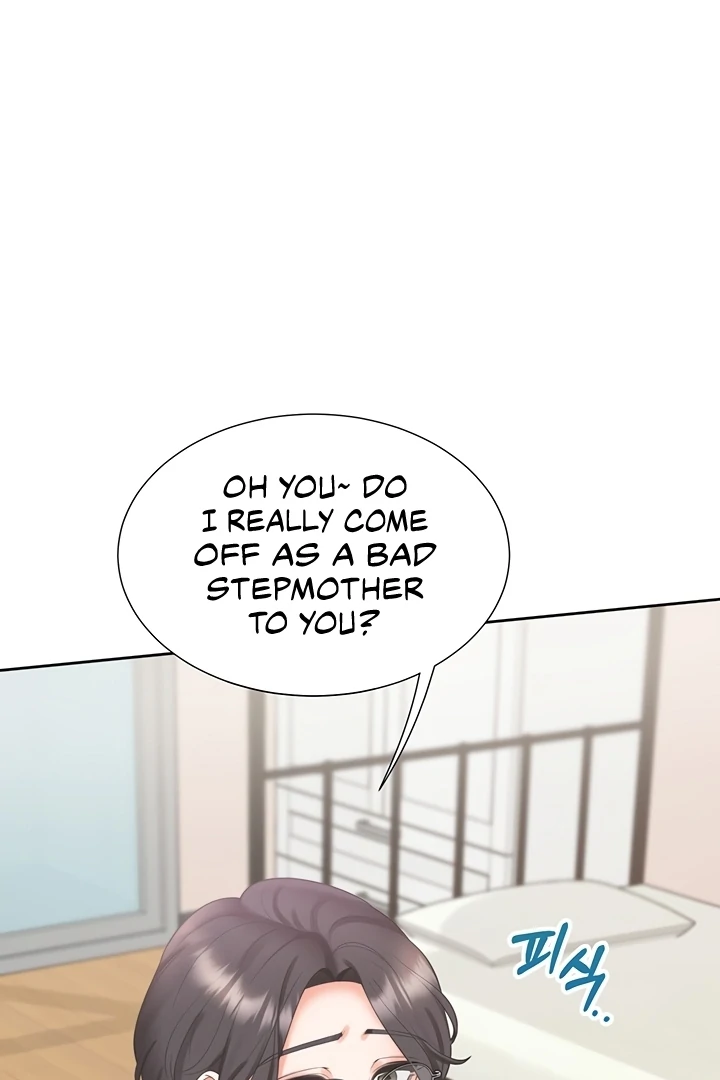 OH YOU~ DO
I REALLY COME
OFF AS A BAD
STEPMOTHER
TO YOU?
피식..